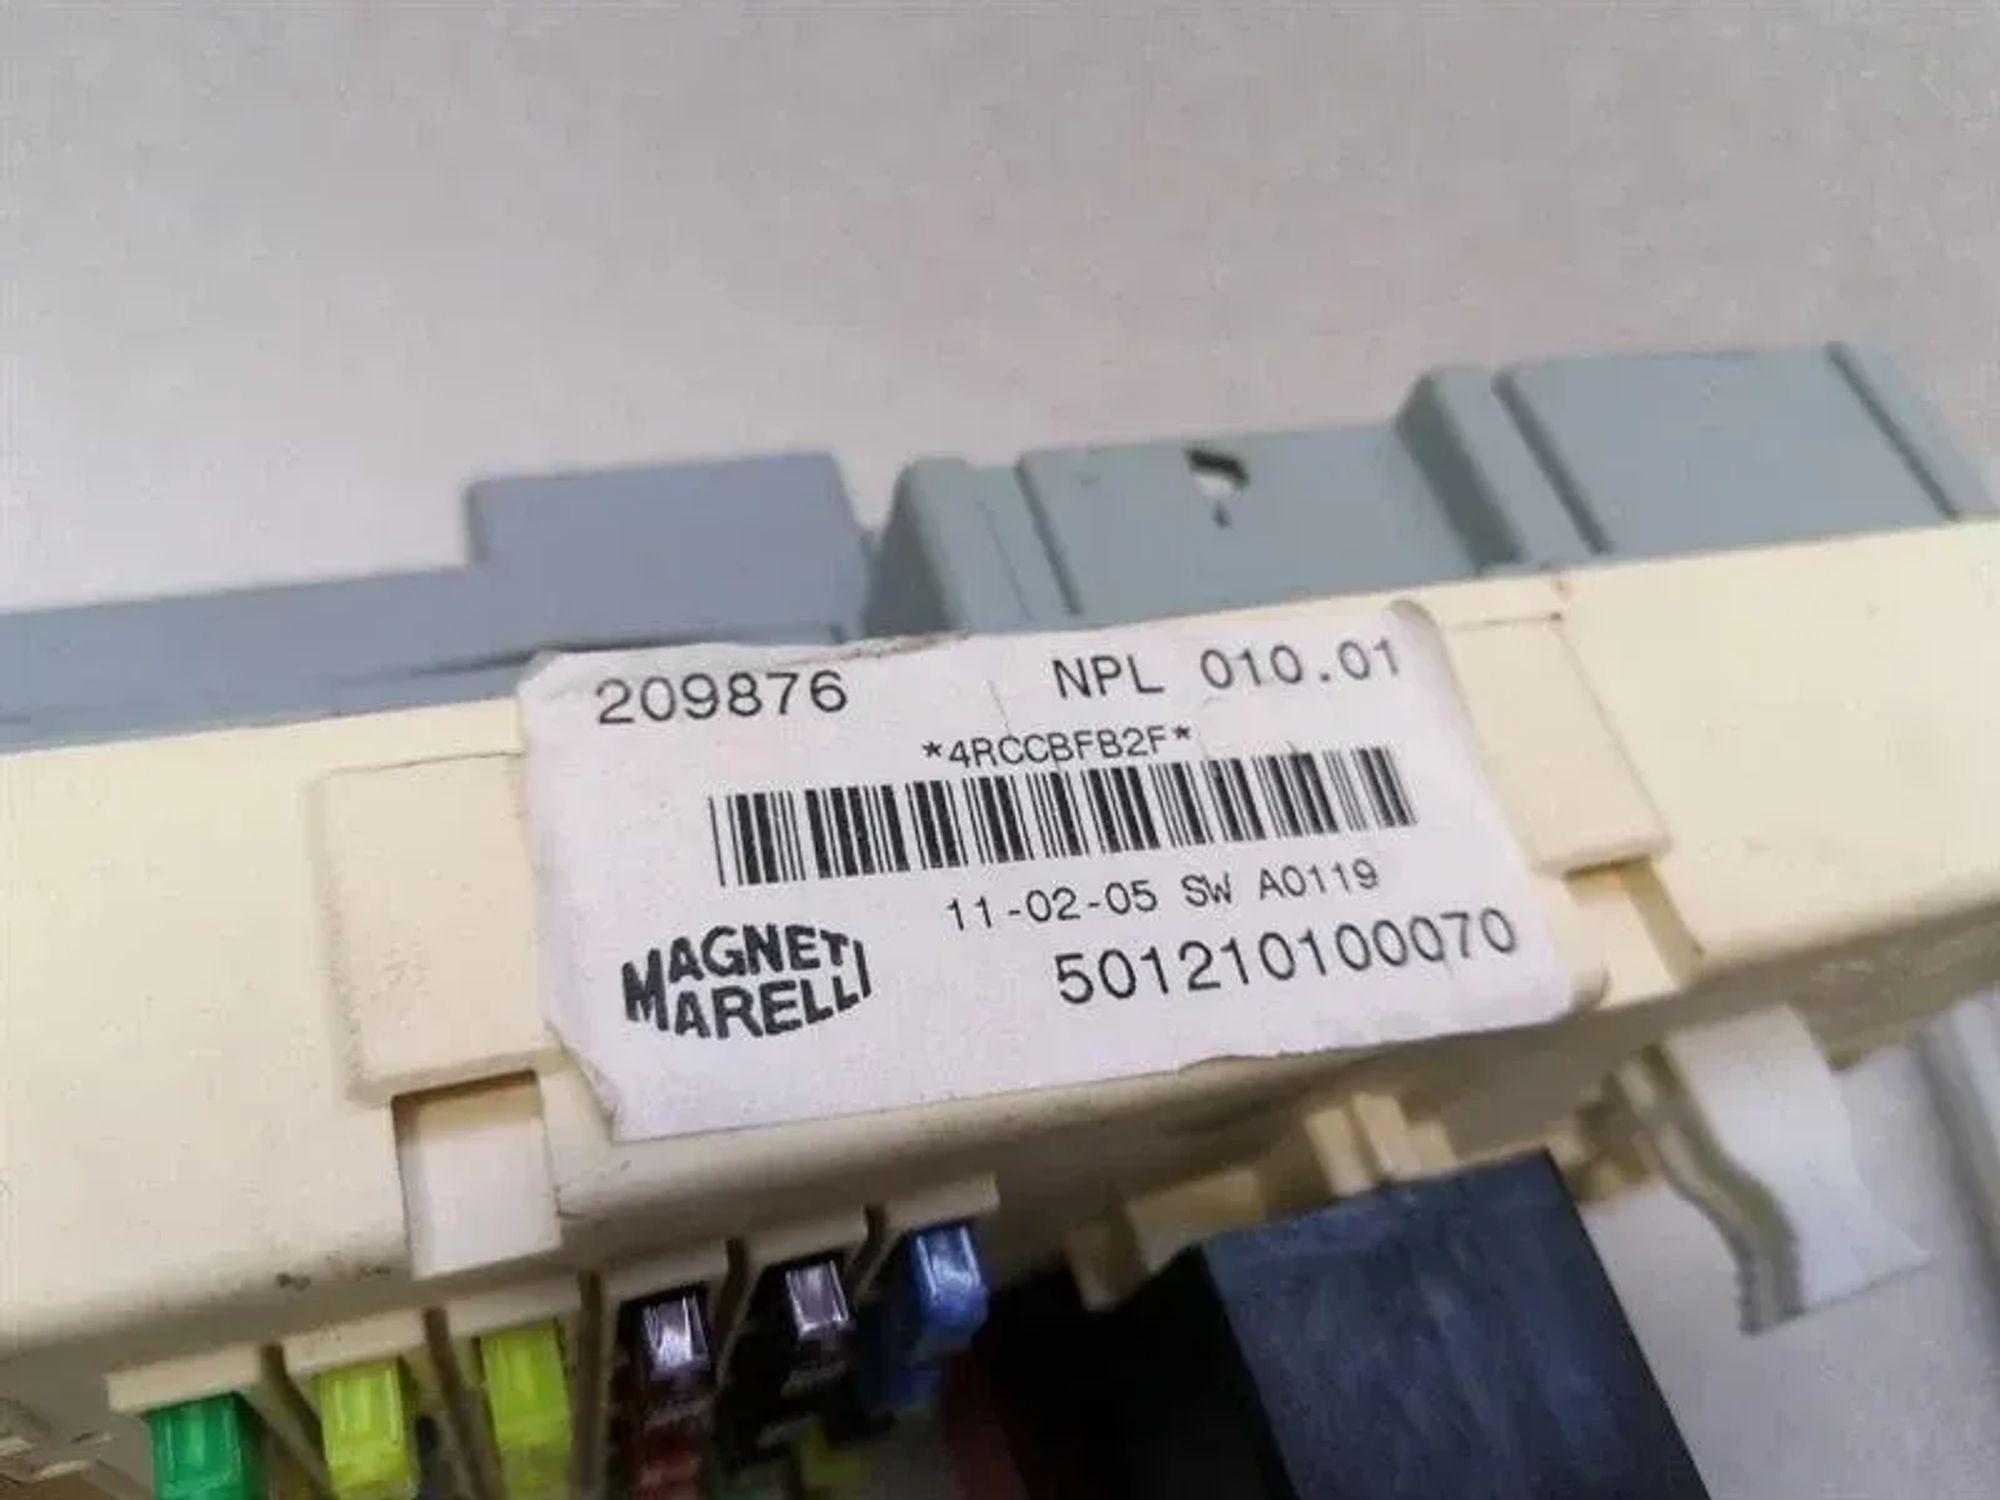 209876 NPL 010.01
*4RCCBFB2F*
11-02-05 SW A0119
MAGNETI
MARELLI
501210100070